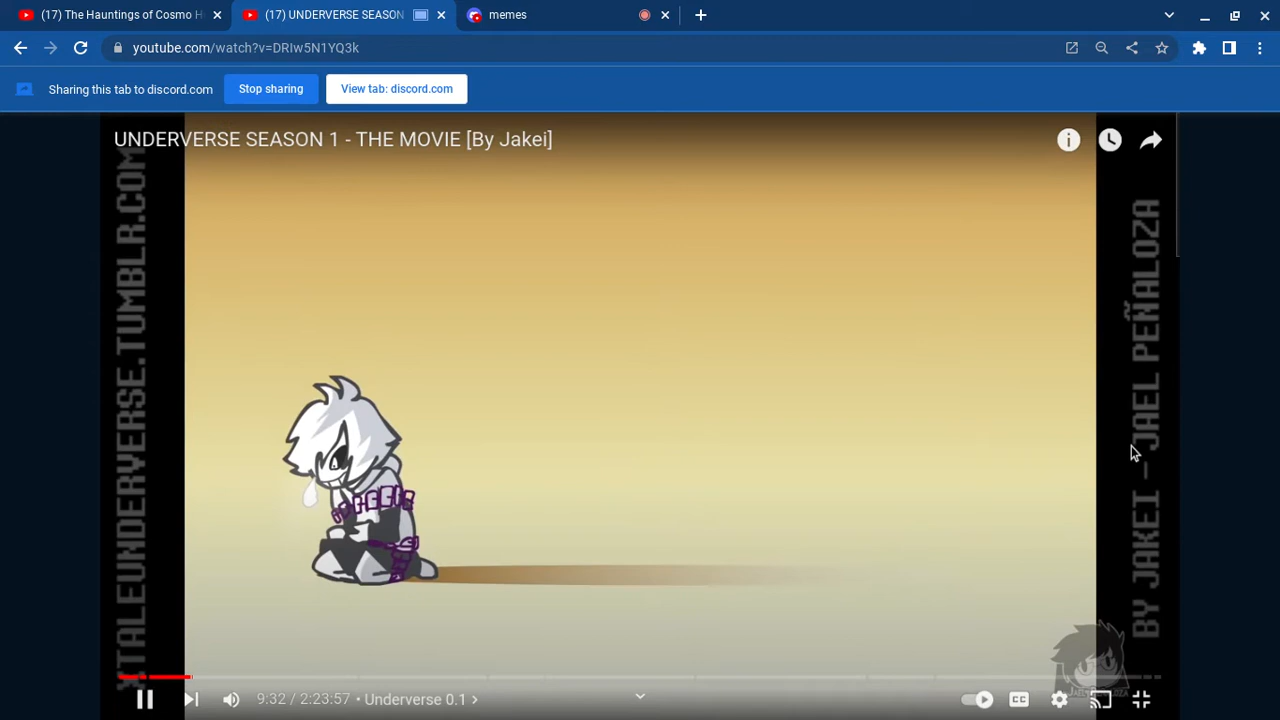 (17) The Hauntings of Cosmo H
(17) UNDERVERSE SEASON
memes
youtube.com/watch?v=DRIw5N1YQ3k
Sharing this tab to discord.com
Stop sharing
View tab: discord.com
UNDERVERSE SEASON 1 - THE MOVIE [By Jakei]
XTALEUNDERVERSE.TUMBLR.COM
BY JAKEI - JAEL PEÑALOZA
9:32 / 2:23:57 • Underverse 0.1
CC